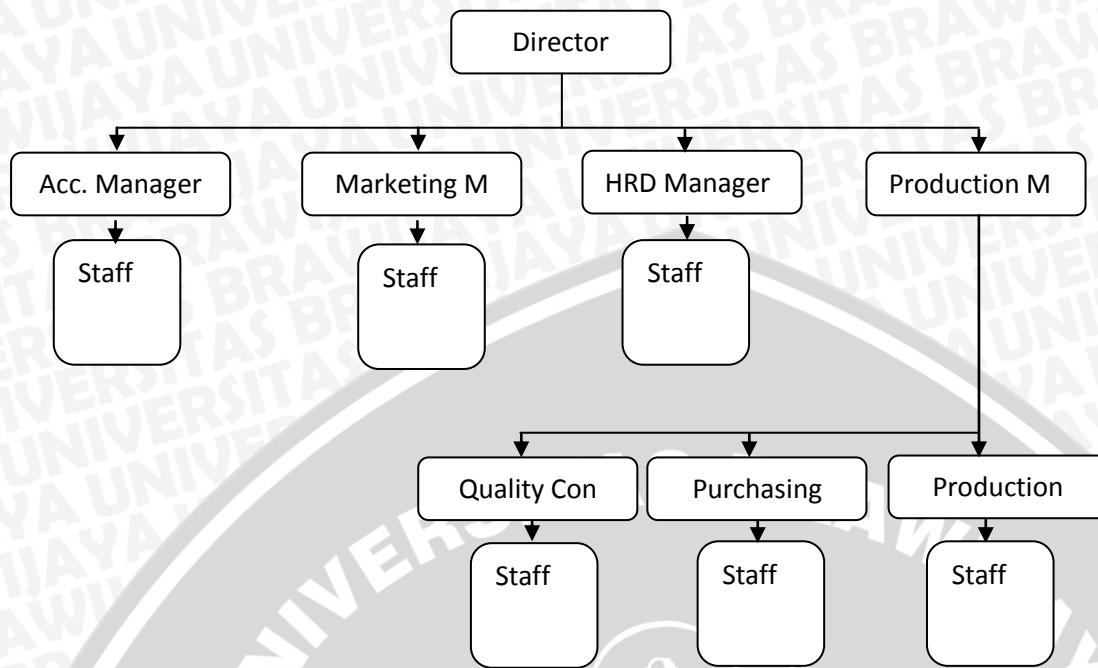 Director
Acc. Manager
Marketing M
HRD Manager
Production M
Staff
Staff
Staff
Quality Con
Purchasing
Production
Staff
Staff
Staff